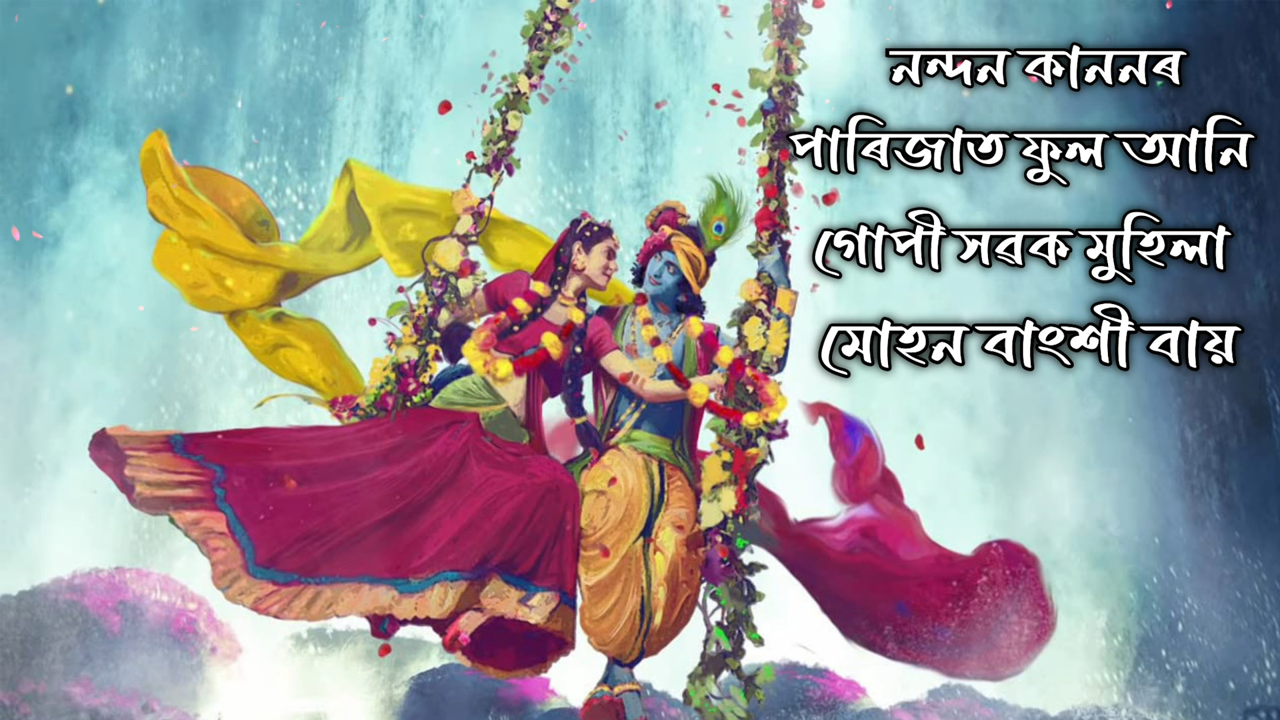 নন্দন কাননৰ
পাৰিজাত ফুল আনি
গোপী সৱক মুহিলা
মোহন বাংশী বায়